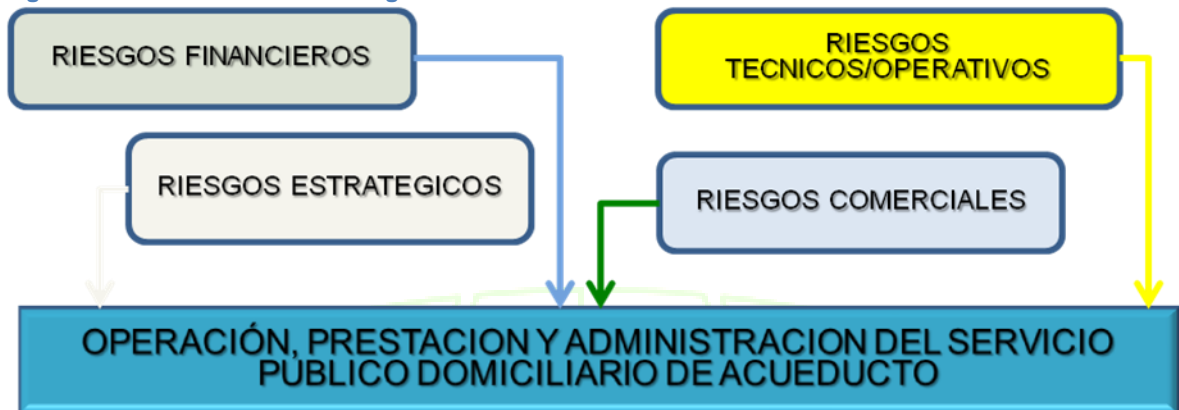 RIESGOS FINANCIEROS
RIESGOS
TECNICOS/OPERATIVOS
RIESGOS ESTRATEGICOS
RIESGOS COMERCIALES
OPERACIÓN, PRESTACION Y ADMINISTRACION DEL SERVICIO
PÚBLICO DOMICILIARIO DE ACUEDUCTO